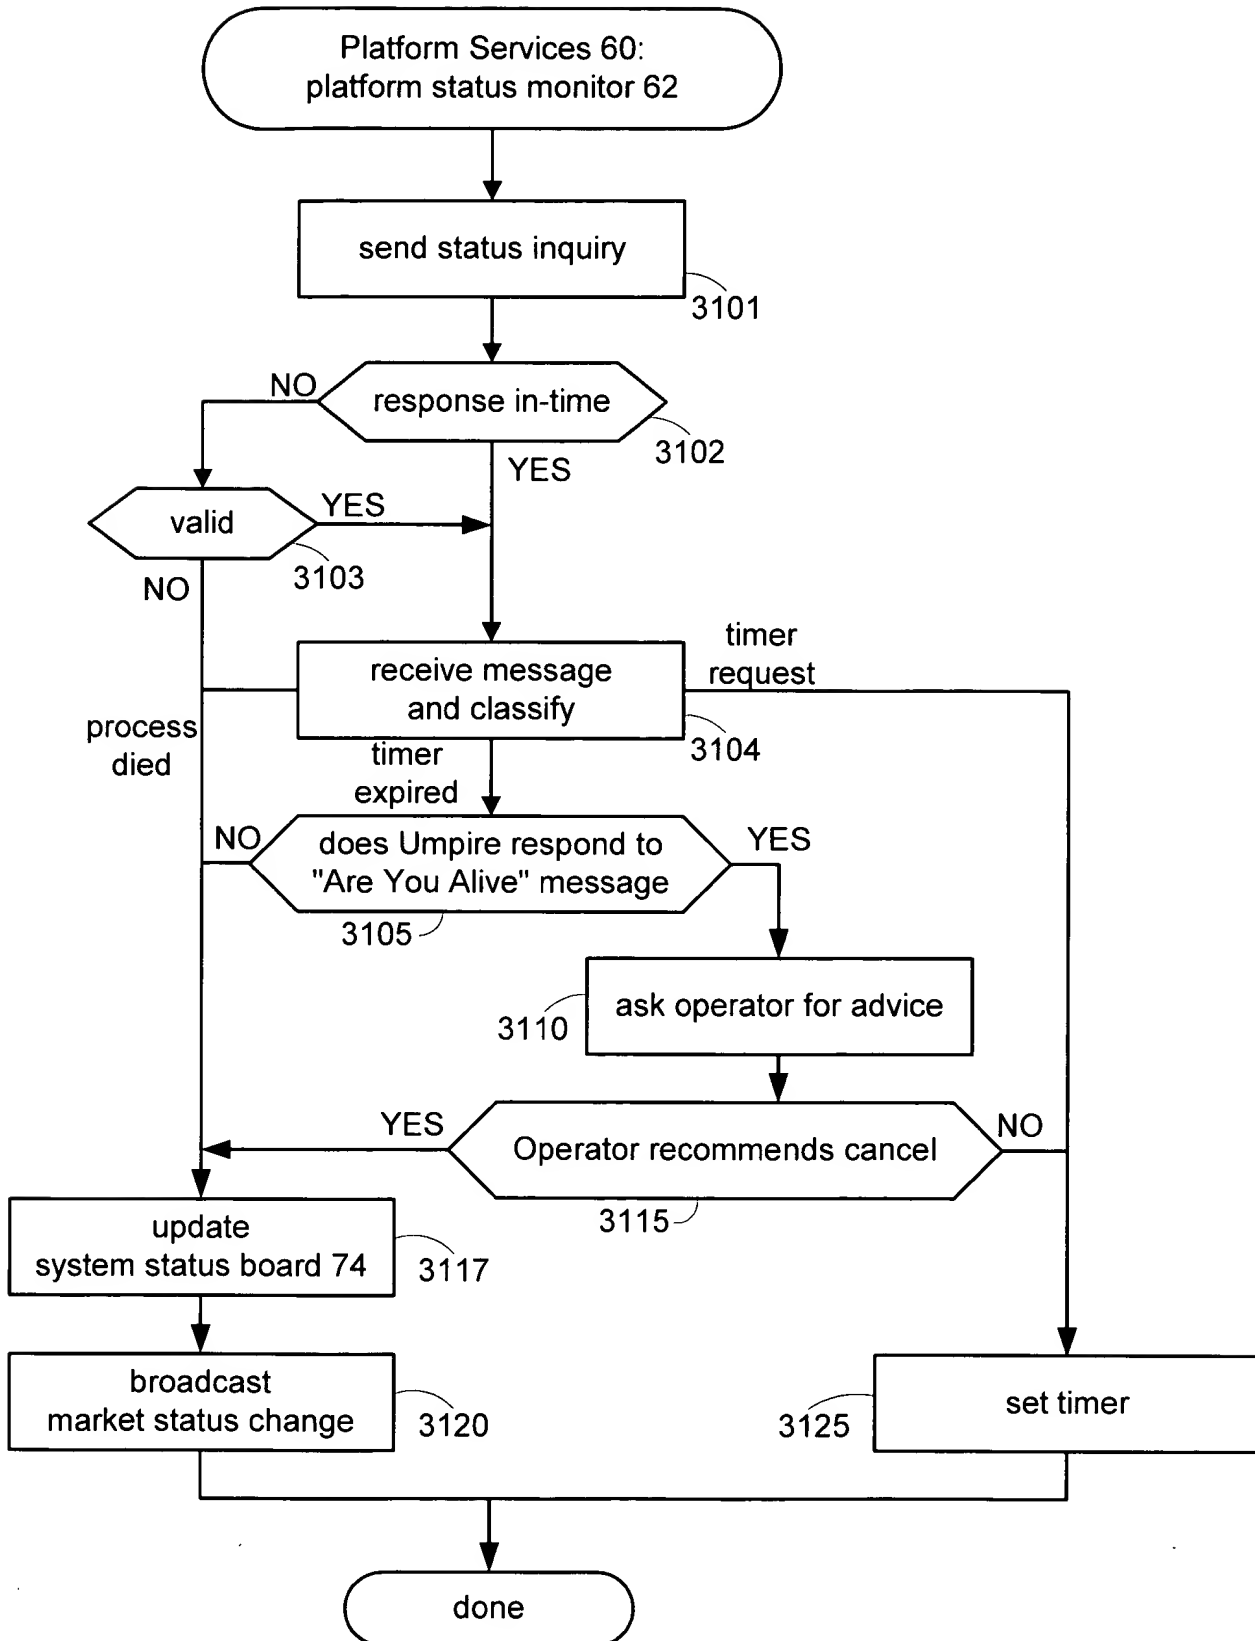 Platform Services 60:
platform status monitor 62
send status inquiry
3101
NO
response in-time
3102
YES
valid
YES
3103
NO
receive message
and classify
timer
request
3104
process
died
timer
expired
NO
does Umpire respond to
"Are You Alive" message
YES
3105
ask operator for advice
3110
YES
Operator recommends cancel
NO
3115
update
system status board 74
3117
broadcast
market status change
3120
set timer
3125
done